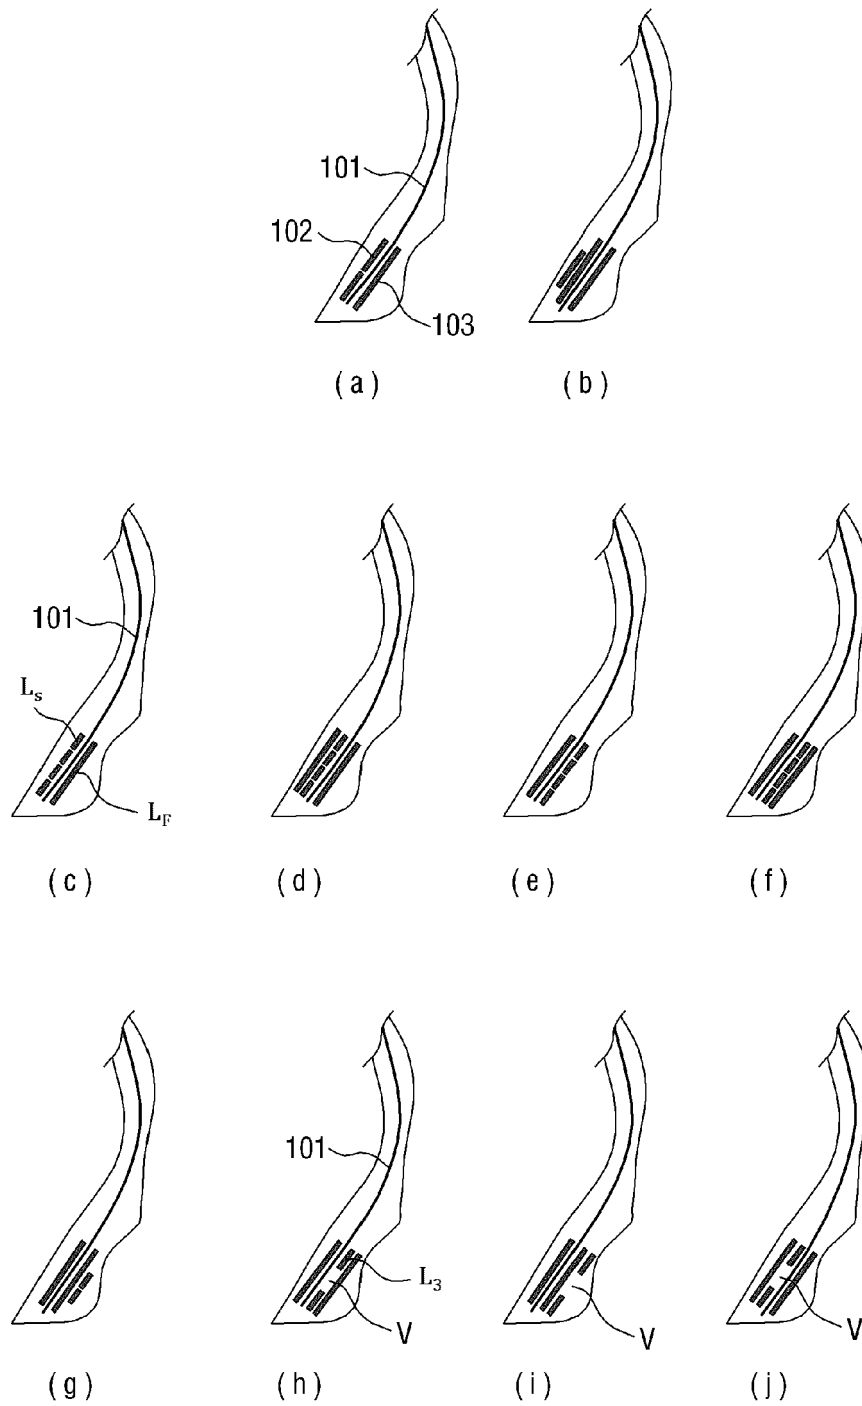 101
102
103
(a) (b)
101
Ls
LF
(c) (d) (e) (f)
101
L3
V V V
(g) (h) (i) (j)